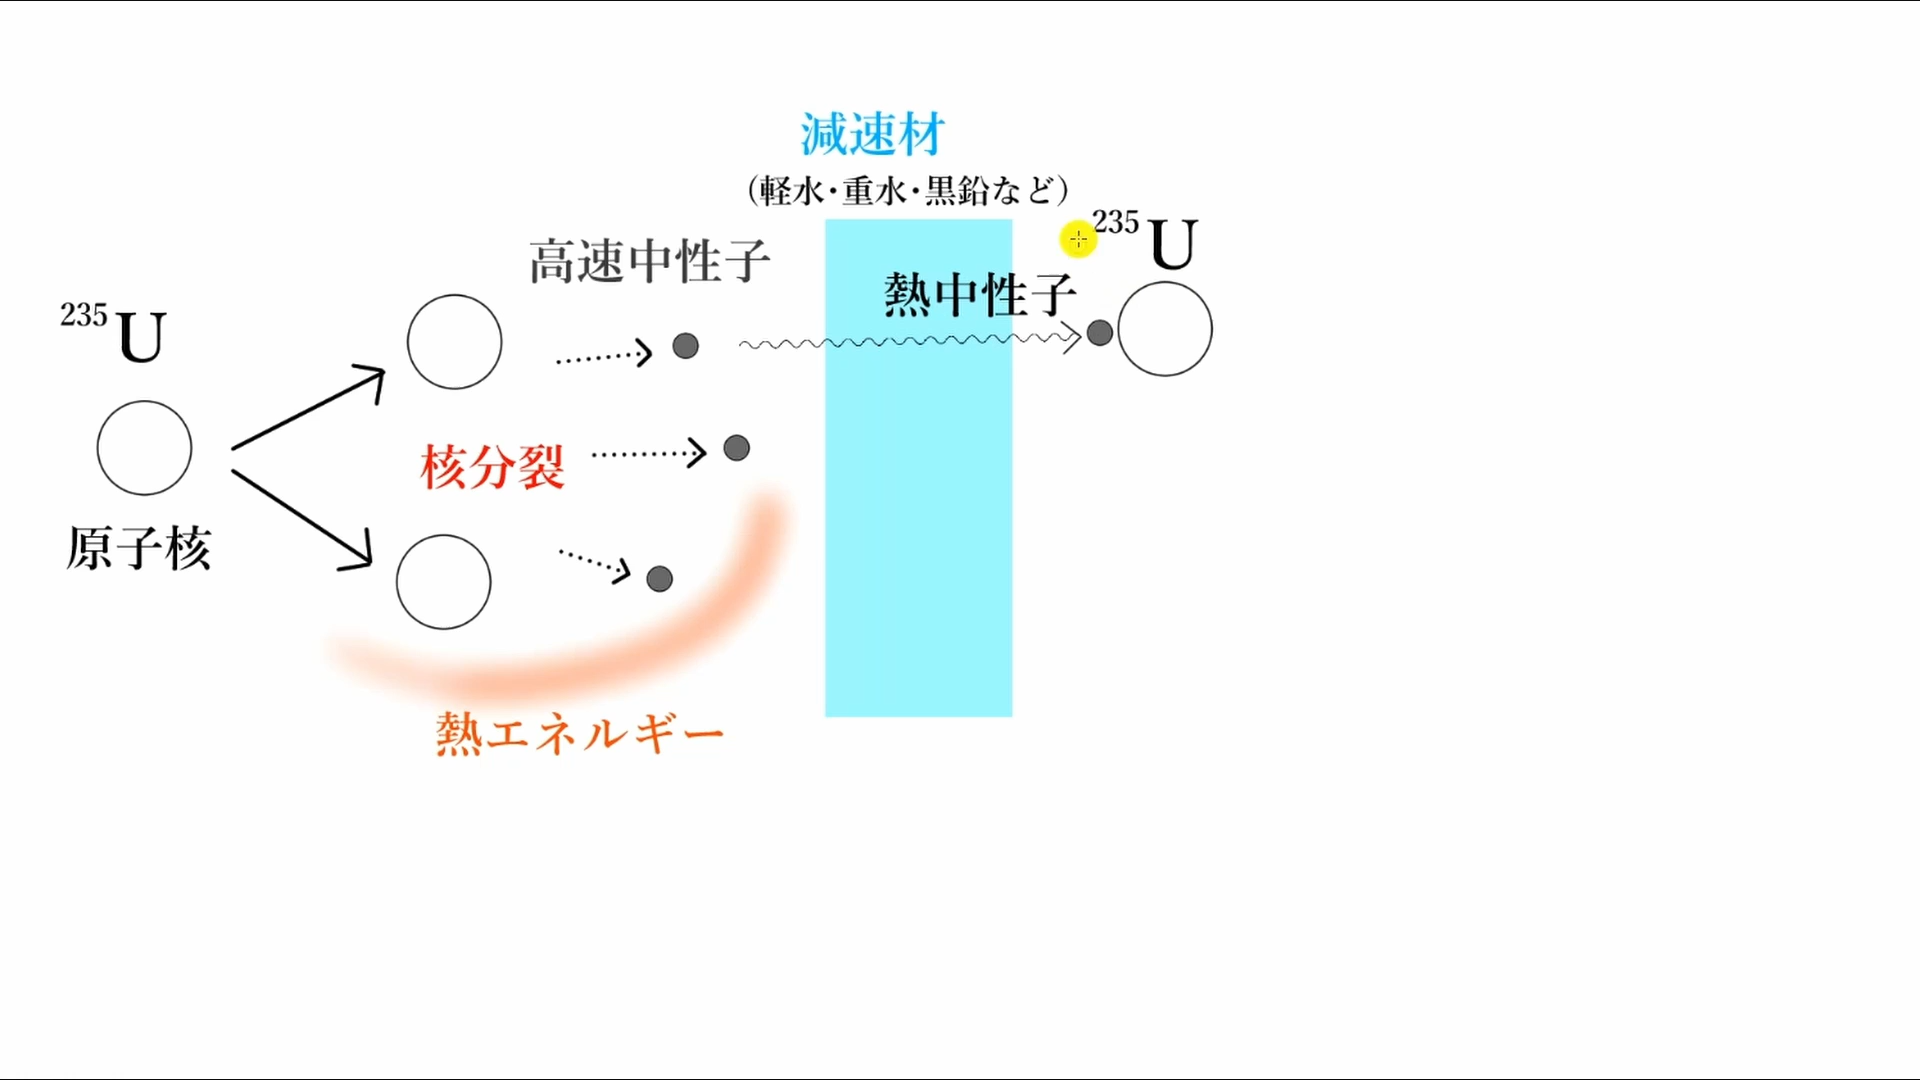 減速材
(軽水・重水・黒鉛など)
235U
高速中性子
熱中性子
235U
核分裂
原子核
熱エネルギー